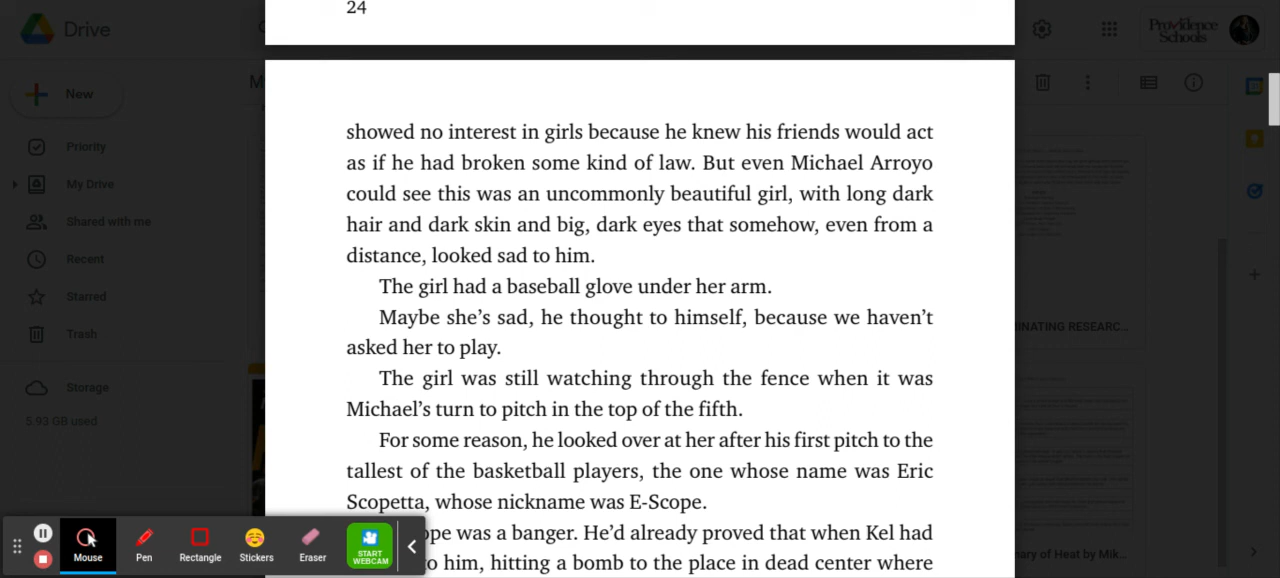 24
Drive
Providence
Schools
New
M
showed no interest in girls because he knew his friends would act
as if he had broken some kind of law. But even Michael Arroyo
could see this was an uncommonly beautiful girl, with long dark
hair and dark skin and big, dark eyes that somehow, even from a
distance, looked sad to him.
The girl had a baseball glove under her arm.
Maybe she’s sad, he thought to himself, because we haven’t
asked her to play.
The girl was still watching through the fence when it was
Michael’s turn to pitch in the top of the fifth.
For some reason, he looked over at her after his first pitch to the
tallest of the basketball players, the one whose name was Eric
Scopetta, whose nickname was E-Scope.
ope was a banger. He’d already proved that when Kel had
o him, hitting a bomb to the place in dead center where
Priority
My Drive
Shared with me
Recent
Starred
Trash
Storage
5.93 GB used
INATING RESEARC...
nary of Heat by Mik...
Mouse
Pen
Rectangle
Stickers
Eraser
START
WEBCAM